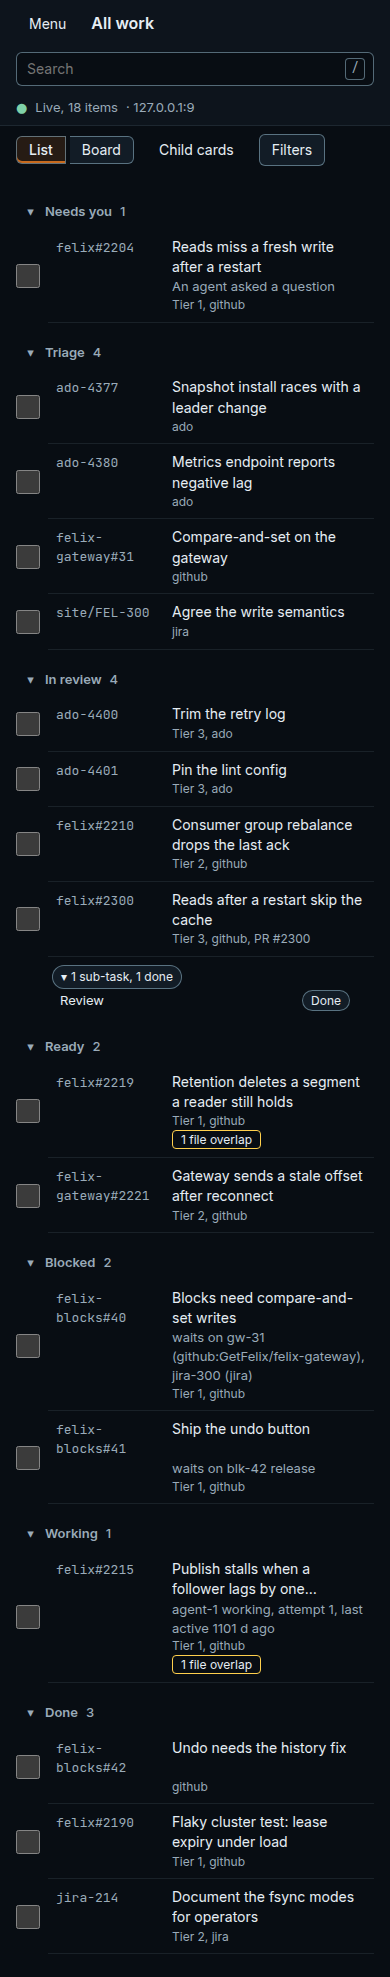 Menu All work
Search /
Live, 18 items · 127.0.0.1:9
List Board Child cards Filters
▾ Needs you 1
felix#2204 Reads miss a fresh write
after a restart
An agent asked a question
Tier 1, github
▾ Triage 4
ado-4377 Snapshot install races with a
leader change
ado
ado-4380 Metrics endpoint reports
negative lag
ado
felix- Compare-and-set on the
gateway#31 gateway
github
site/FEL-300 Agree the write semantics
jira
▾ In review 4
ado-4400 Trim the retry log
Tier 3, ado
ado-4401 Pin the lint config
Tier 3, ado
felix#2210 Consumer group rebalance
drops the last ack
Tier 2, github
felix#2300 Reads after a restart skip the
cache
Tier 3, github, PR #2300
▾ 1 sub-task, 1 done
Review Done
▾ Ready 2
felix#2219 Retention deletes a segment
a reader still holds
Tier 1, github
1 file overlap
felix- Gateway sends a stale offset
gateway#2221 after reconnect
Tier 2, github
▾ Blocked 2
felix- Blocks need compare-and-
blocks#40 set writes
waits on gw-31
(github:GetFelix/felix-gateway),
jira-300 (jira)
Tier 1, github
felix- Ship the undo button
blocks#41
waits on blk-42 release
Tier 1, github
▾ Working 1
felix#2215 Publish stalls when a
follower lags by one...
agent-1 working, attempt 1, last
active 1101 d ago
Tier 1, github
1 file overlap
▾ Done 3
felix- Undo needs the history fix
blocks#42
github
felix#2190 Flaky cluster test: lease
expiry under load
Tier 1, github
jira-214 Document the fsync modes
for operators
Tier 2, jira